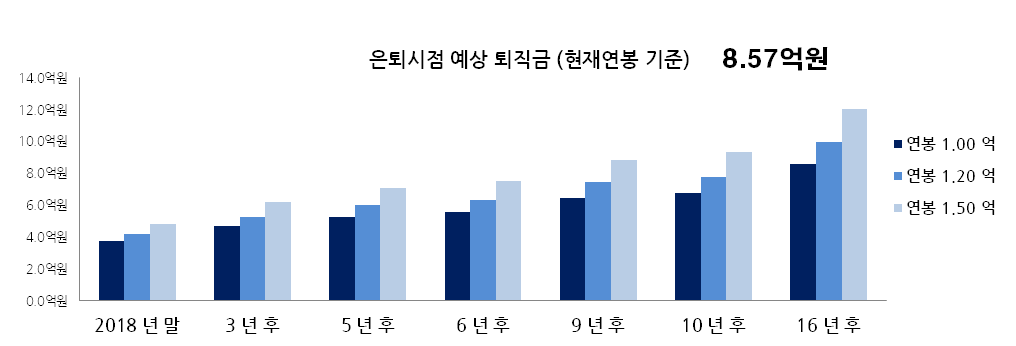 은퇴시점 예상 퇴직금 (현재연봉 기준) 8.57억원
14.0억원
12.0억원
10.0억원
8.0억원
6.0억원
4.0억원
2.0억원
0.0억원
연봉 1.00 억
연봉 1.20 억
연봉 1.50 억
2018 년 말 3 년 후 5 년 후 6 년 후 9 년 후 10 년 후 16 년 후